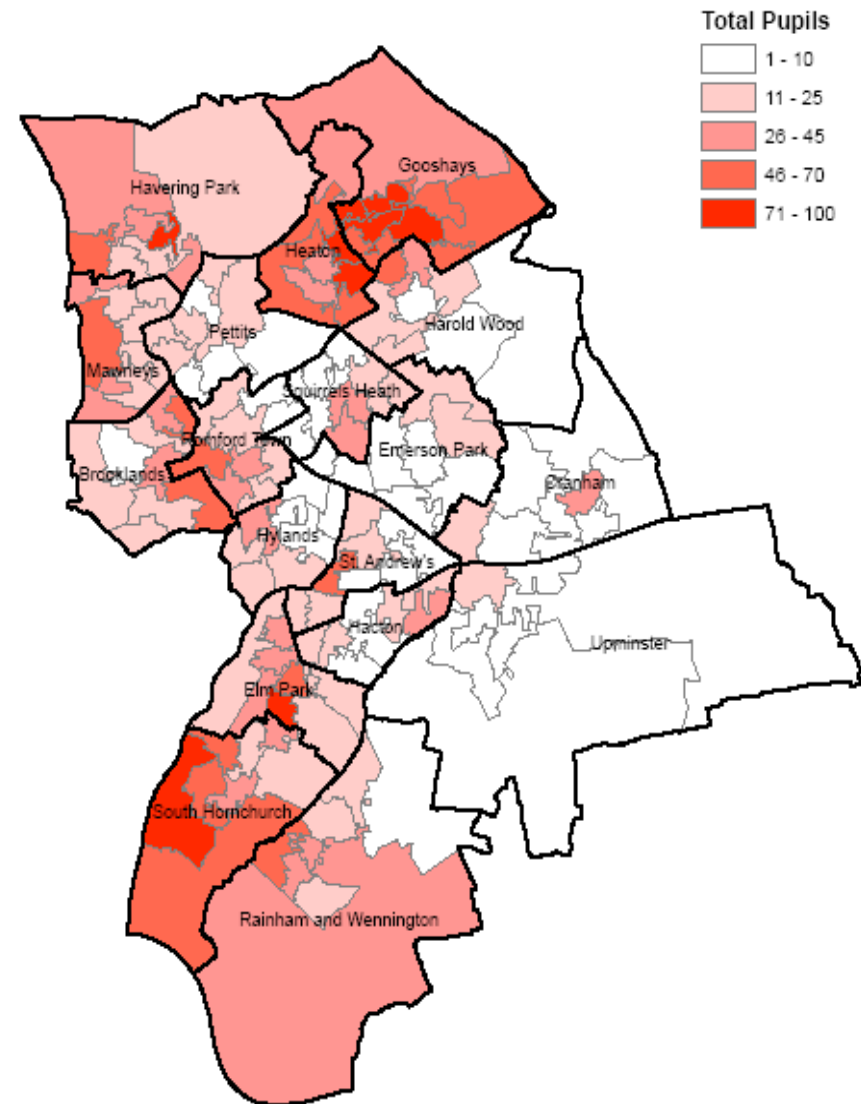 Total Pupils
1 - 10
11 - 25
26 - 45
46 - 70
71 - 100
Gooshays
Havering Park
Heaton
Harold Wood
Pettits
Mawneys
Squirrels Heath
Romford Town
Emerson Park
Brooklands
Cranham
Hylands
St. Andrew's
Hacton
Upminster
Elm Park
South Hornchurch
Rainham and Wennington